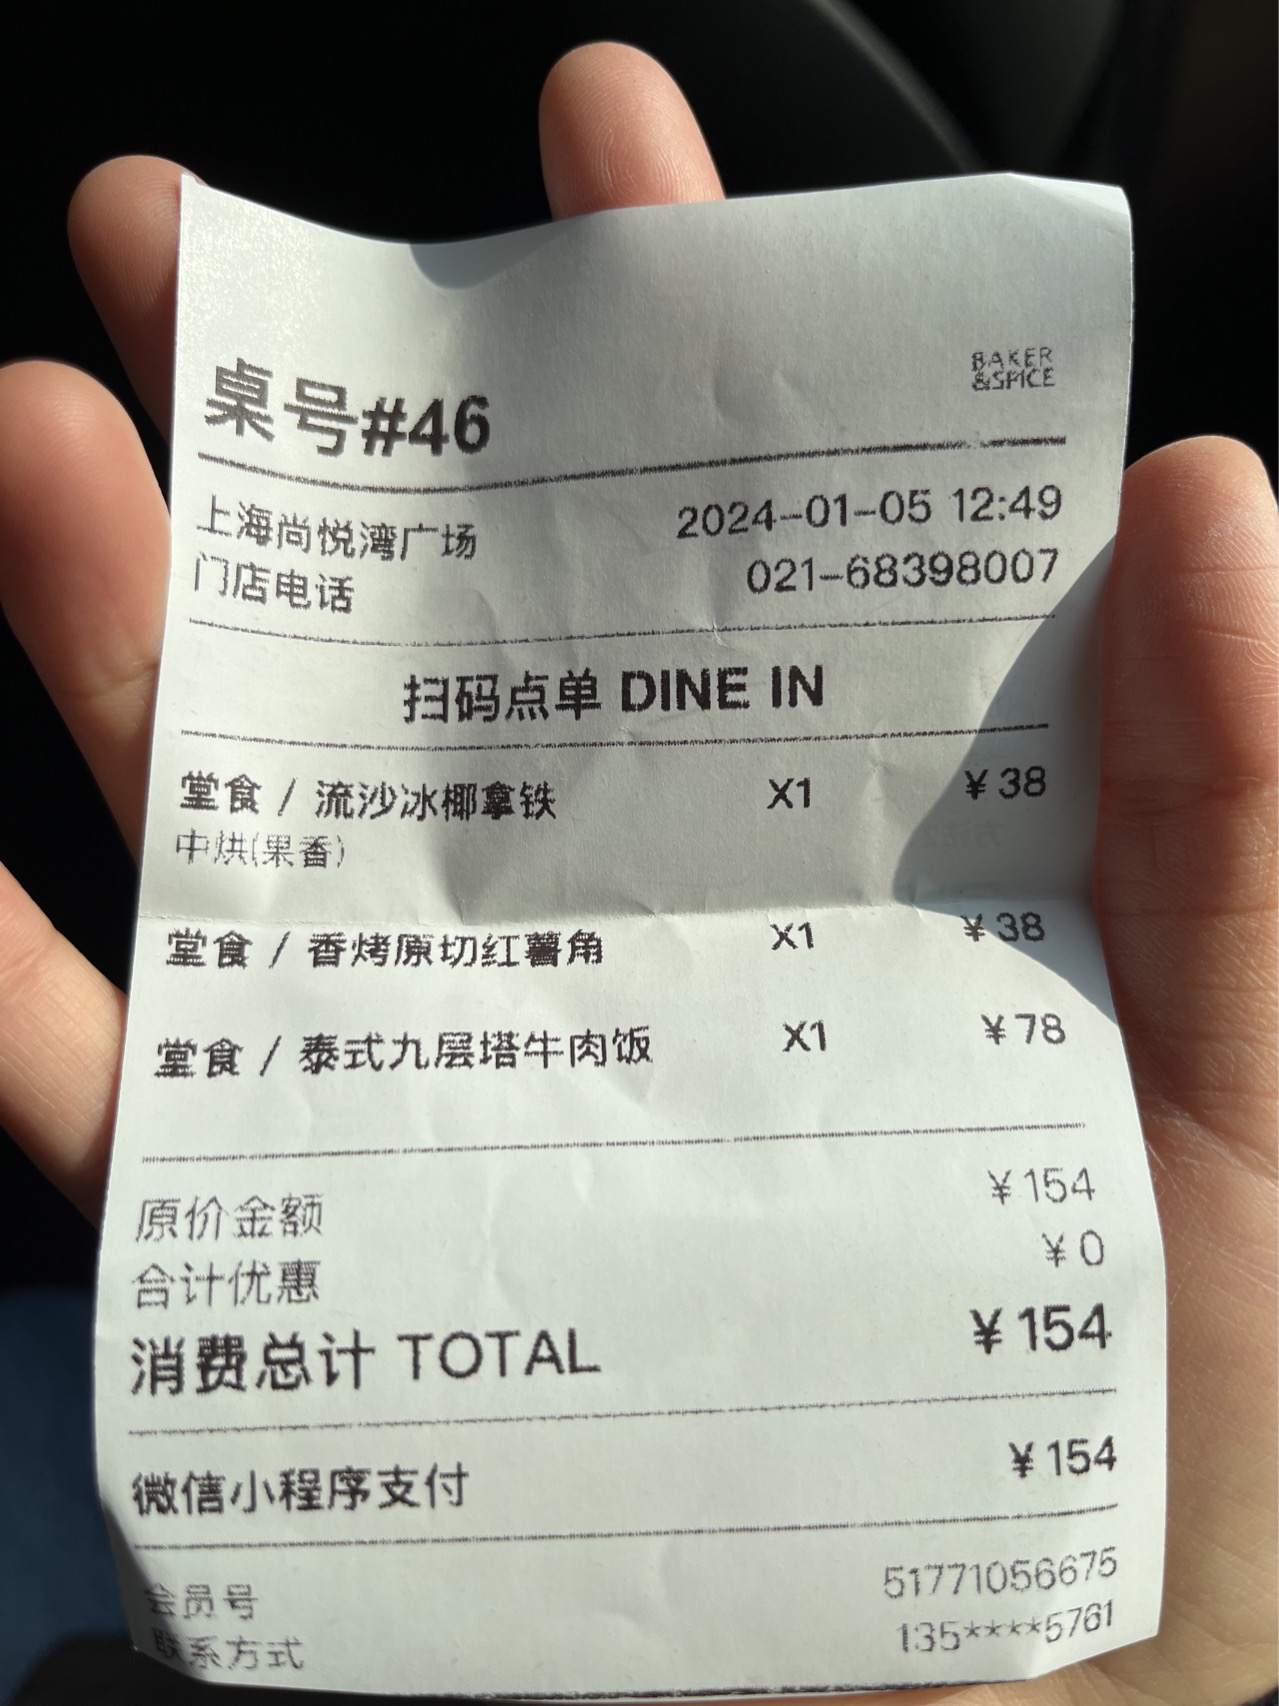 BAKER
&SPICE
桌号#46
上海尚悦湾广场 2024-01-05 12:49
门店电话 021-68398007
扫码点单 DINE IN
堂食 / 流沙冰椰拿铁 X1 ¥38
中烘(果香)
堂食 / 香烤原切红薯角 X1 ¥38
堂食 / 泰式九层塔牛肉饭 X1 ¥78
原价金额 ¥154
合计优惠 ¥0
消费总计 TOTAL ¥154
微信小程序支付 ¥154
会员号 51771056675
联系方式 135****5761